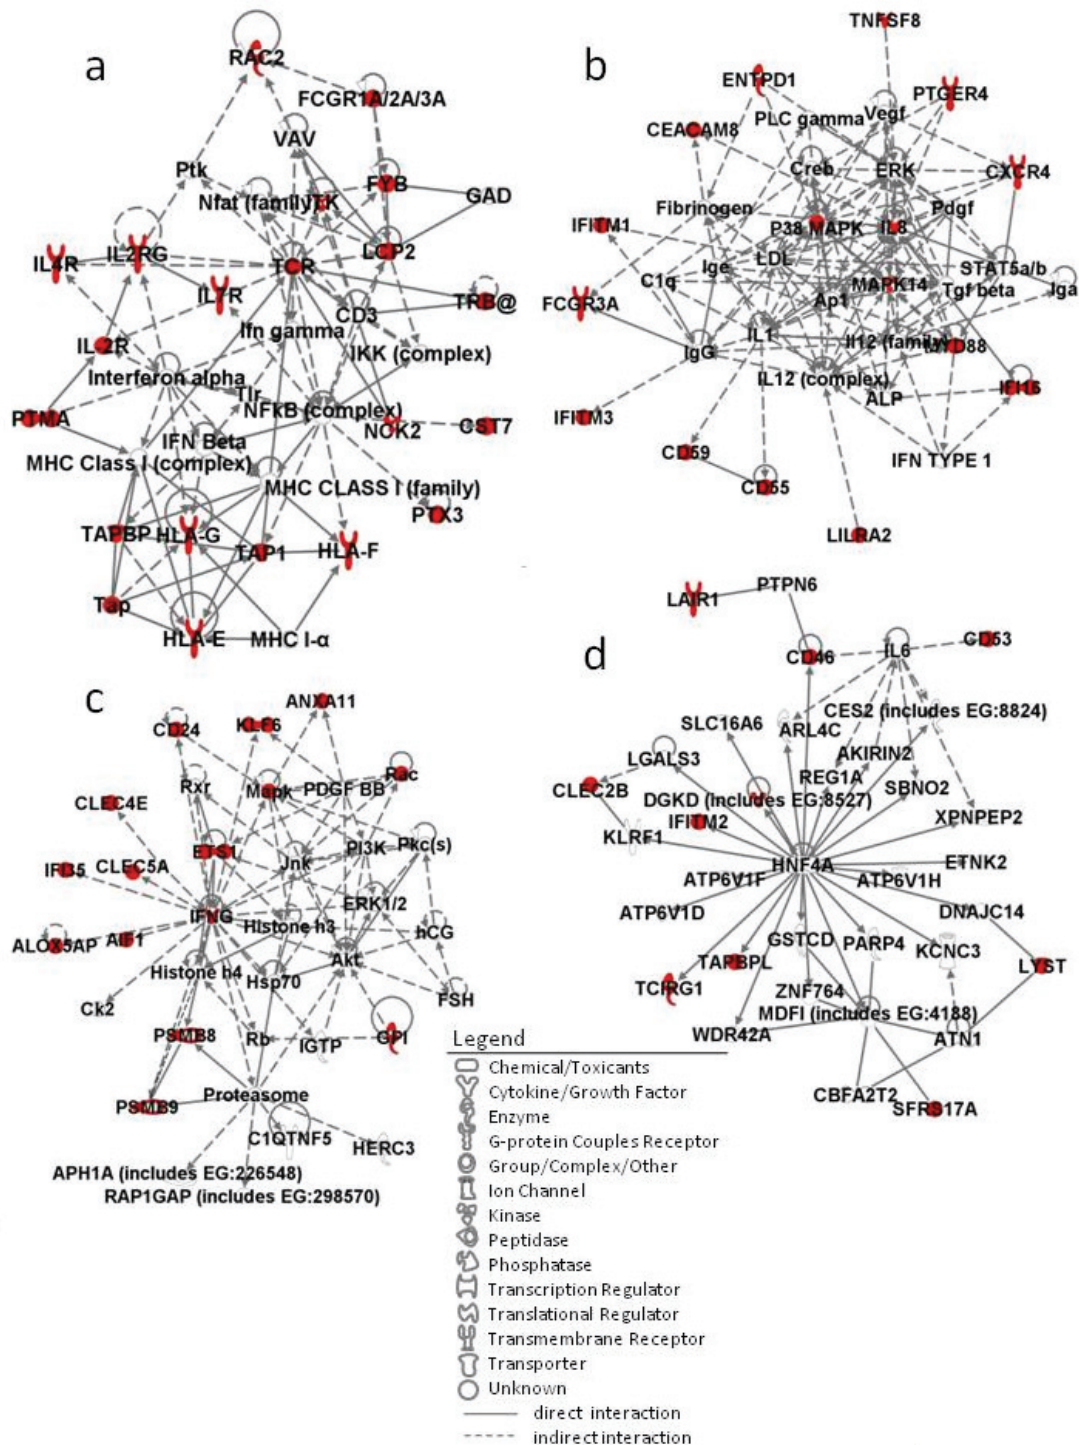 a
RAC2
FCGR1A/2A/3A
VAV
Ptk
FYB
Nfat (family)
ITK
GAD
LCP2
IL4R
IL2RG
TCR
IL7R
TRB@
CD3
Ifn gamma
IL-2R
IKK (complex)
Interferon alpha
Tlr
NFkB (complex)
PTMA
NCK2
CST7
IFN Beta
MHC Class I (complex)
MHC CLASS I (family)
PTX3
TAPBP
HLA-G
TAP1
HLA-F
Tap
HLA-E
MHC I-α
b
TNFSF8
ENTPD1
PTGER4
PLC gamma
Vegf
CEACAM8
Creb
ERK
CXCR4
Fibrinogen
Pdgf
IFITM1
P38 MAPK
IL8
LDL
Ige
STAT5a/b
C1q
MAPK14
Tgf beta
Iga
FCGR3A
Ap1
IL1
Il12 (family)
MYD88
IgG
IL12 (complex)
IFI16
ALP
IFITM3
CD59
IFN TYPE 1
CD55
LILRA2
c
ANXA11
CD24
KLF6
Rxr
Mapk
PDGF BB
Rac
CLEC4E
ETS1
Jnk
PI3K
Pkc(s)
IFI35
CLEC5A
ERK1/2
IFNG
Histone h3
hCG
ALOX5AP
AIF1
Akt
Histone h4
Hsp70
FSH
Ck2
PSMB8
Rb
IGTP
GPI
PSMB9
Proteasome
C1QTNF5
HERC3
APH1A (includes EG:226548)
RAP1GAP (includes EG:298570)
d
LAIR1
PTPN6
CD46
IL6
CD53
CES2 (includes EG:8824)
SLC16A6
ARL4C
AKIRIN2
LGALS3
REG1A
SBNO2
CLEC2B
DGKD (includes EG:8527)
IFITM2
XPNPEP2
KLRF1
HNF4A
ETNK2
ATP6V1F
ATP6V1H
ATP6V1D
DNAJC14
GSTCD
PARP4
KCNC3
TAPBPL
LYST
TCIRG1
ZNF764
MDFI (includes EG:4188)
WDR42A
ATN1
CBFA2T2
SFRS17A
Legend
Chemical/Toxicants
Cytokine/Growth Factor
Enzyme
G-protein Couples Receptor
Group/Complex/Other
Ion Channel
Kinase
Peptidase
Phosphatase
Transcription Regulator
Translational Regulator
Transmembrane Receptor
Transporter
Unknown
direct interaction
indirect interaction